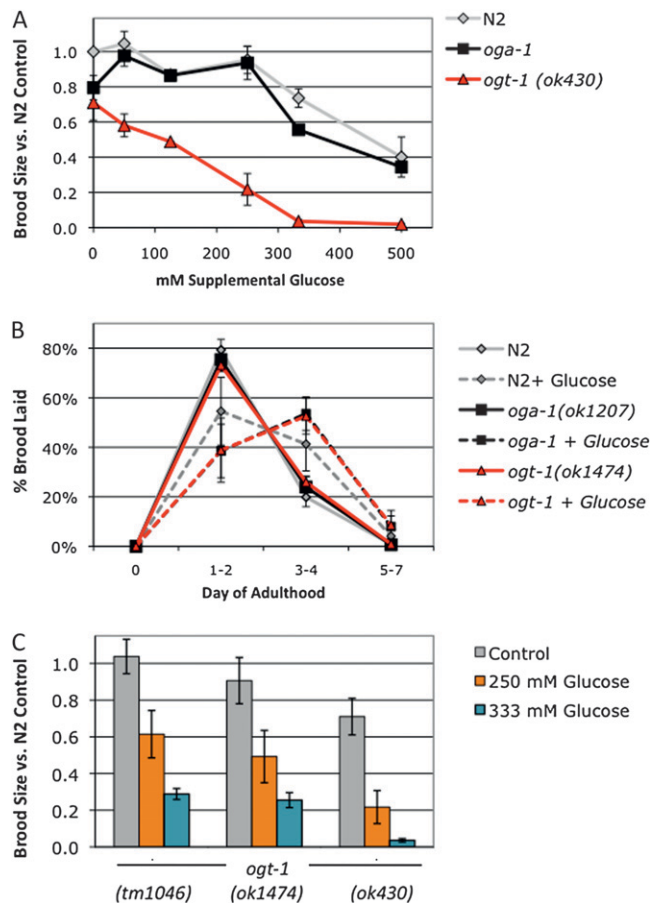 A
Brood Size vs. N2 Control
1.0
0.8
0.6
0.4
0.2
0.0
0 100 200 300 400 500
mM Supplemental Glucose
N2
oga-1
ogt-1 (ok430)
B
% Brood Laid
80%
60%
40%
20%
0%
0 1-2 3-4 5-7
Day of Adulthood
N2
N2+ Glucose
oga-1(ok1207)
oga-1 + Glucose
ogt-1(ok1474)
ogt-1 + Glucose
C
Brood Size vs. N2 Control
1.0
0.8
0.6
0.4
0.2
0.0
Control
250 mM Glucose
333 mM Glucose
ogt-1
(tm1046) (ok1474) (ok430)